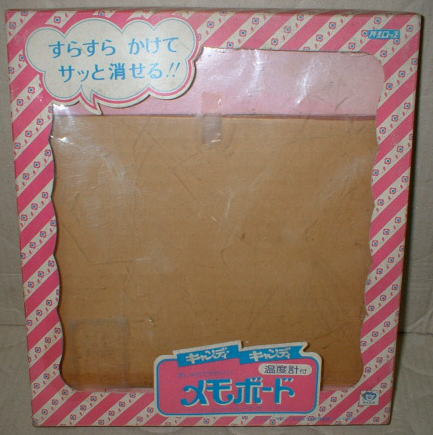 すらすら かけて
サッと消せる!!
キャンディ キャンディ
温度計付
メモボード